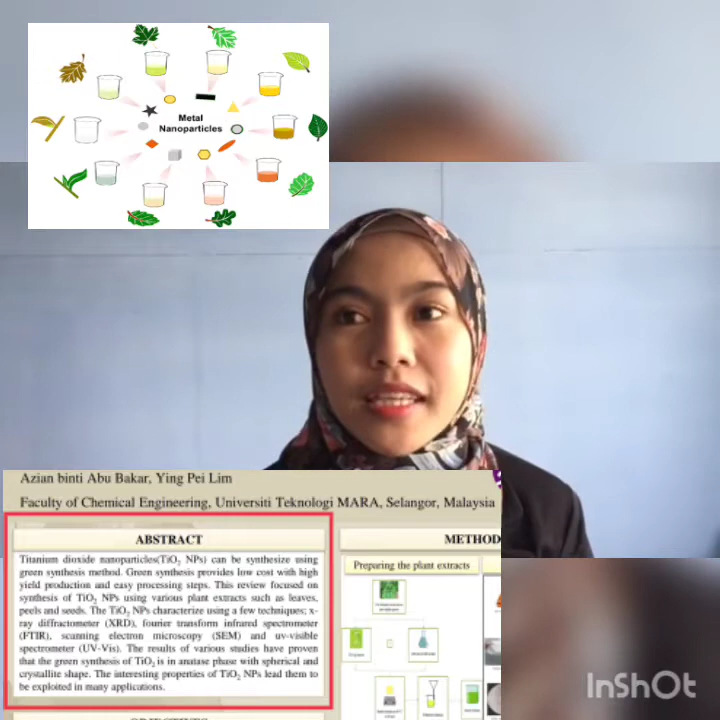 Metal
Nanoparticles
Azian binti Abu Bakar, Ying Pei Lim
Faculty of Chemical Engineering, Universiti Teknologi MARA, Selangor, Malaysia
ABSTRACT
METHOD
Titanium dioxide nanoparticles(TiO₂ NPs) can be synthesize using
green synthesis method. Green synthesis provides low cost with high
yield production and easy processing steps. This review focused on
synthesis of TiO₂ NPs using various plant extracts such as leaves,
peels and seeds. The TiO₂ NPs characterize using a few techniques; x-
ray diffractometer (XRD), fourier transform infrared spectrometer
(FTIR), scanning electron microscopy (SEM) and uv-visible
spectrometer (UV-Vis). The results of various studies have proven
that the green synthesis of TiO₂ is in anatase phase with spherical and
crystallite shape. The interesting properties of TiO₂ NPs lead them to
be exploited in many applications.
Preparing the plant extracts
InShOt